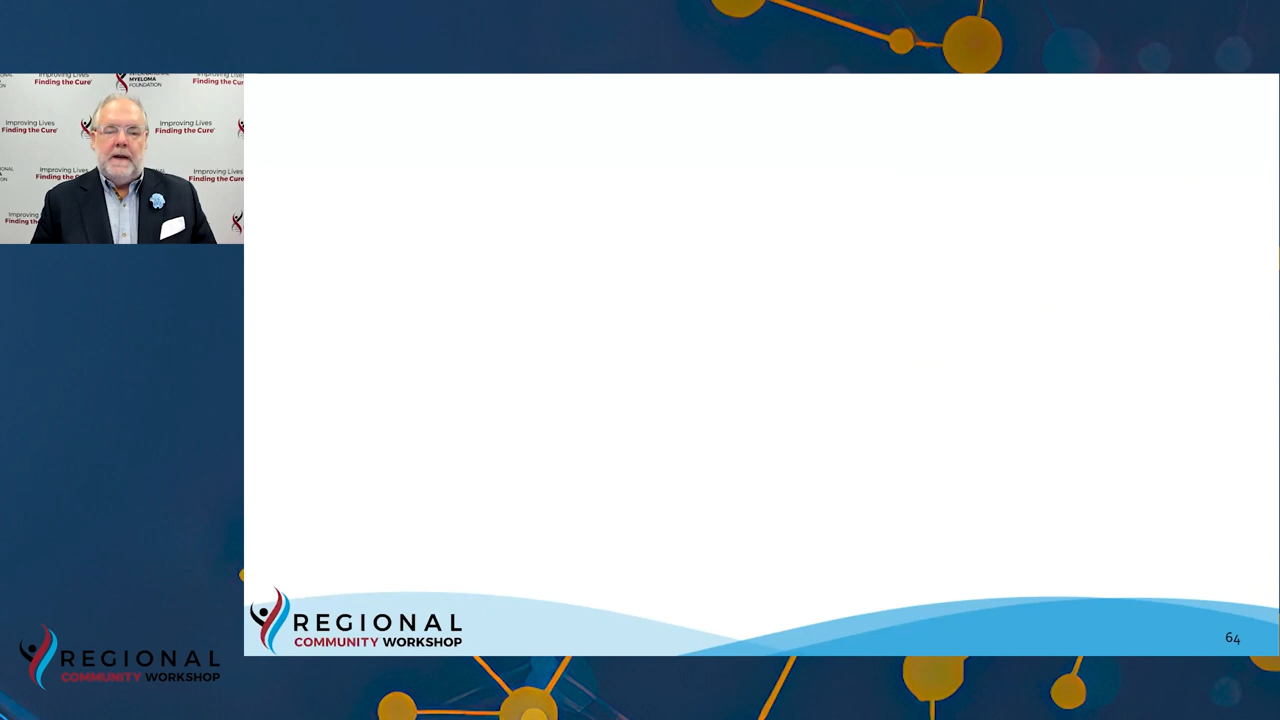 Improving Lives
Finding the Cure
INTERNATIONAL
MYELOMA
FOUNDATION
Improving Lives
Finding the Cure
Improving Lives
Finding the Cure
Improving Lives
Finding the Cure
Improving Lives
Finding the
Improving Lives
Finding the Cure
Improving
Finding the
REGIONAL
COMMUNITY WORKSHOP
64
REGIONAL
COMMUNITY WORKSHOP